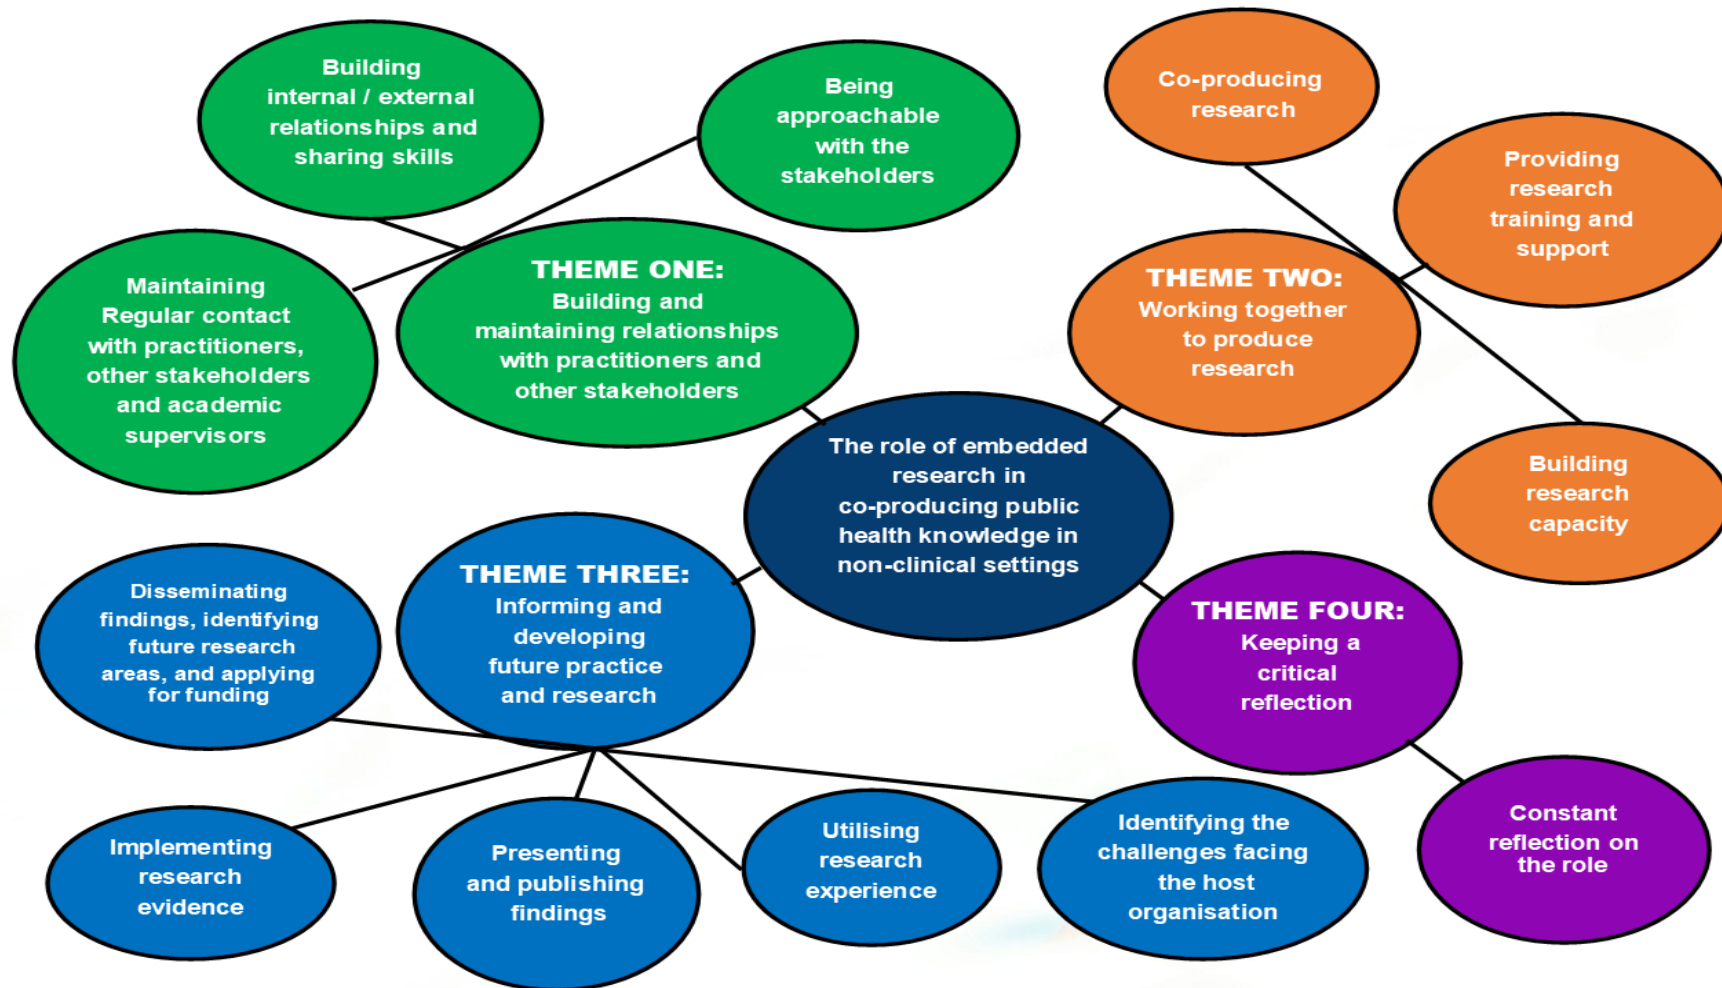 Building
internal / external
relationships and
sharing skills
Being
approachable
with the
stakeholders
Co-producing
research
Providing
research
training and
support
Maintaining
Regular contact
with practitioners,
other stakeholders
and academic
supervisors
THEME ONE:
Building and
maintaining relationships
with practitioners and
other stakeholders
THEME TWO:
Working together
to produce
research
The role of embedded
research in
co-producing public
health knowledge in
non-clinical settings
Building
research
capacity
Disseminating
findings, identifying
future research
areas, and applying
for funding
THEME THREE:
Informing and
developing
future practice
and research
THEME FOUR:
Keeping a
critical
reflection
Implementing
research
evidence
Presenting
and publishing
findings
Utilising
research
experience
Identifying the
challenges facing
the host
organisation
Constant
reflection on
the role